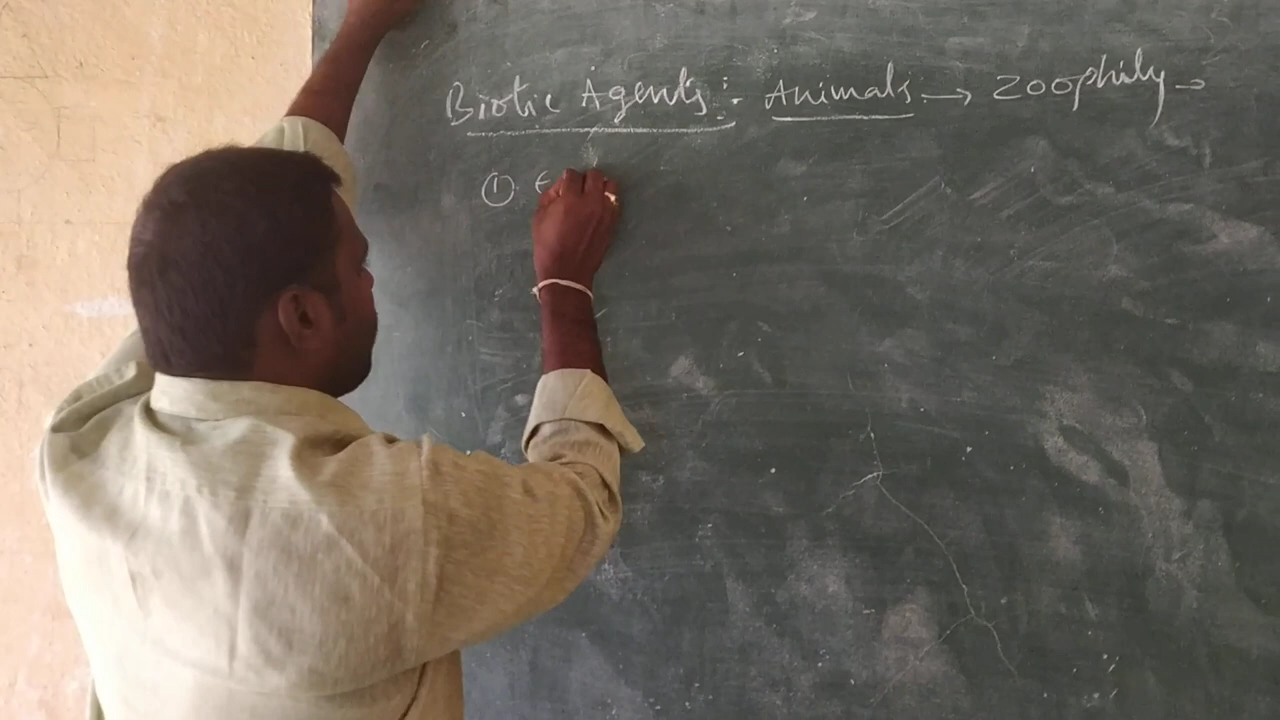 Biotic Agents:- Animals → Zoophily →
① E